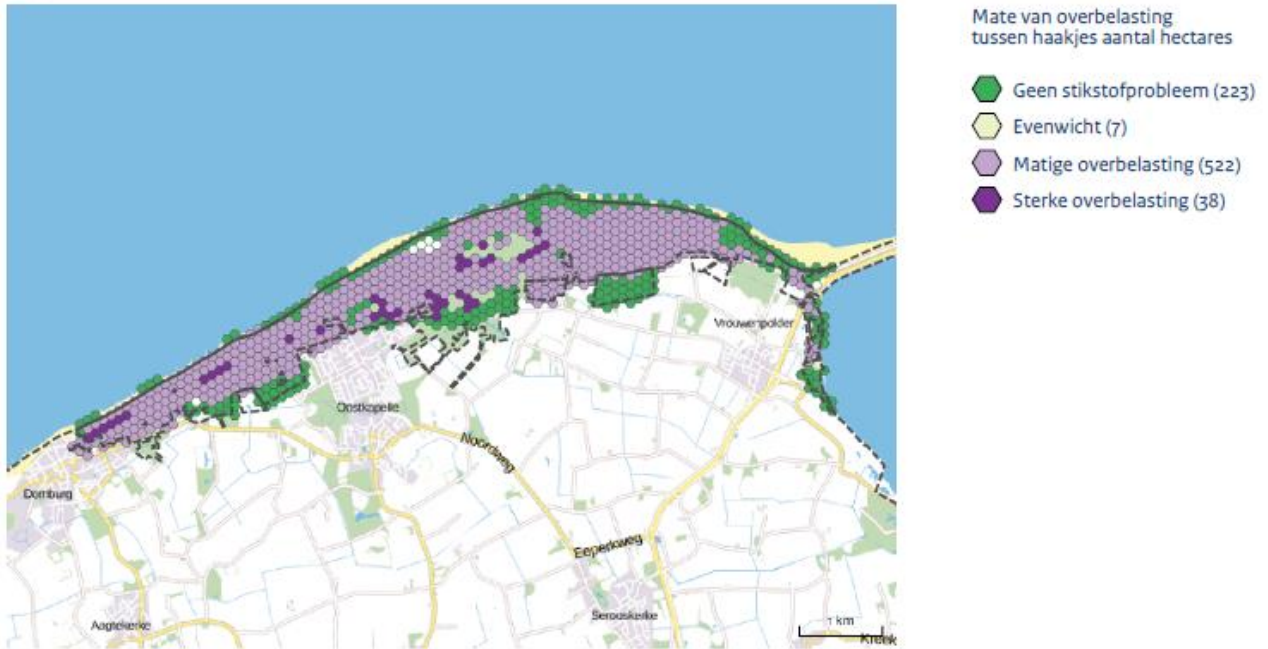 Mate van overbelasting
tussen haakjes aantal hectares
Geen stikstofprobleem (223)
Evenwicht (7)
Matige overbelasting (522)
Sterke overbelasting (38)
Vrouwenpolder
Oostkapelle
Noordweg
Domburg
Eeperkweg
Serooskerke
Aagtekerke
1 km